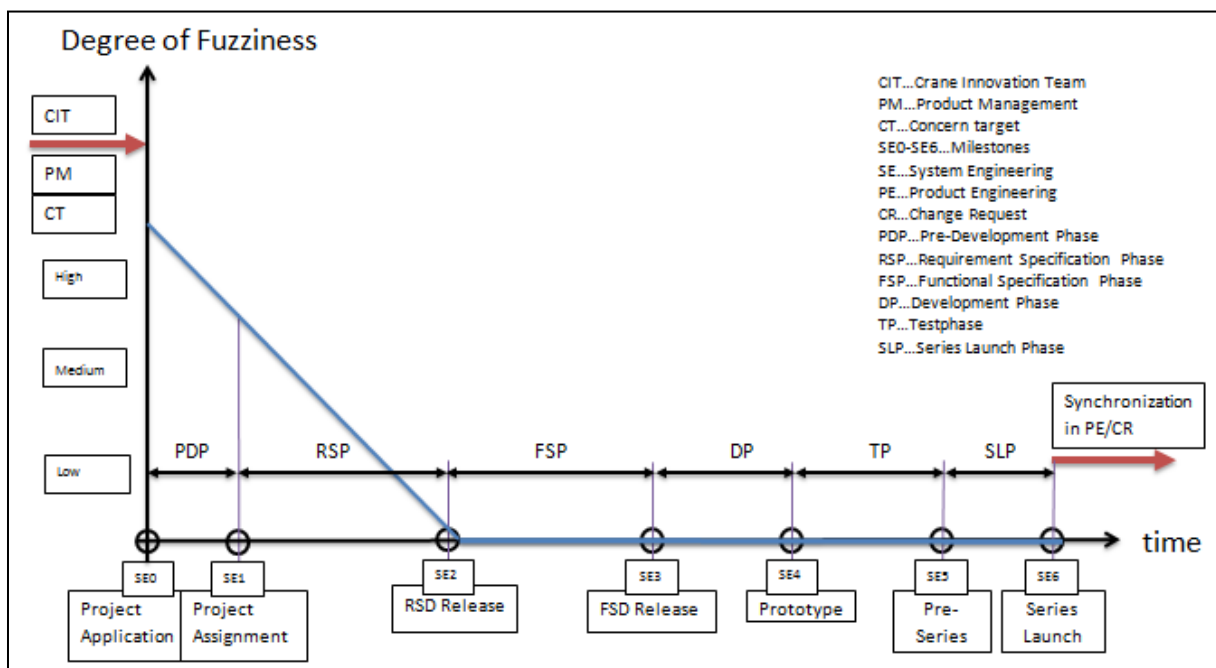 Degree of Fuzziness
CIT
PM
CT
High
Medium
Low
CIT...Crane Innovation Team
PM...Product Management
CT...Concern target
SE0-SE6...Milestones
SE...System Engineering
PE...Product Engineering
CR...Change Request
PDP...Pre-Development Phase
RSP...Requirement Specification Phase
FSP...Functional Specification Phase
DP...Development Phase
TP...Testphase
SLP...Series Launch Phase
Synchronization
in PE/CR
PDP
RSP
FSP
DP
TP
SLP
time
SE0
SE1
SE2
SE3
SE4
SE5
SE6
Project
Application
Project
Assignment
RSD Release
FSD Release
Prototype
Pre-
Series
Series
Launch